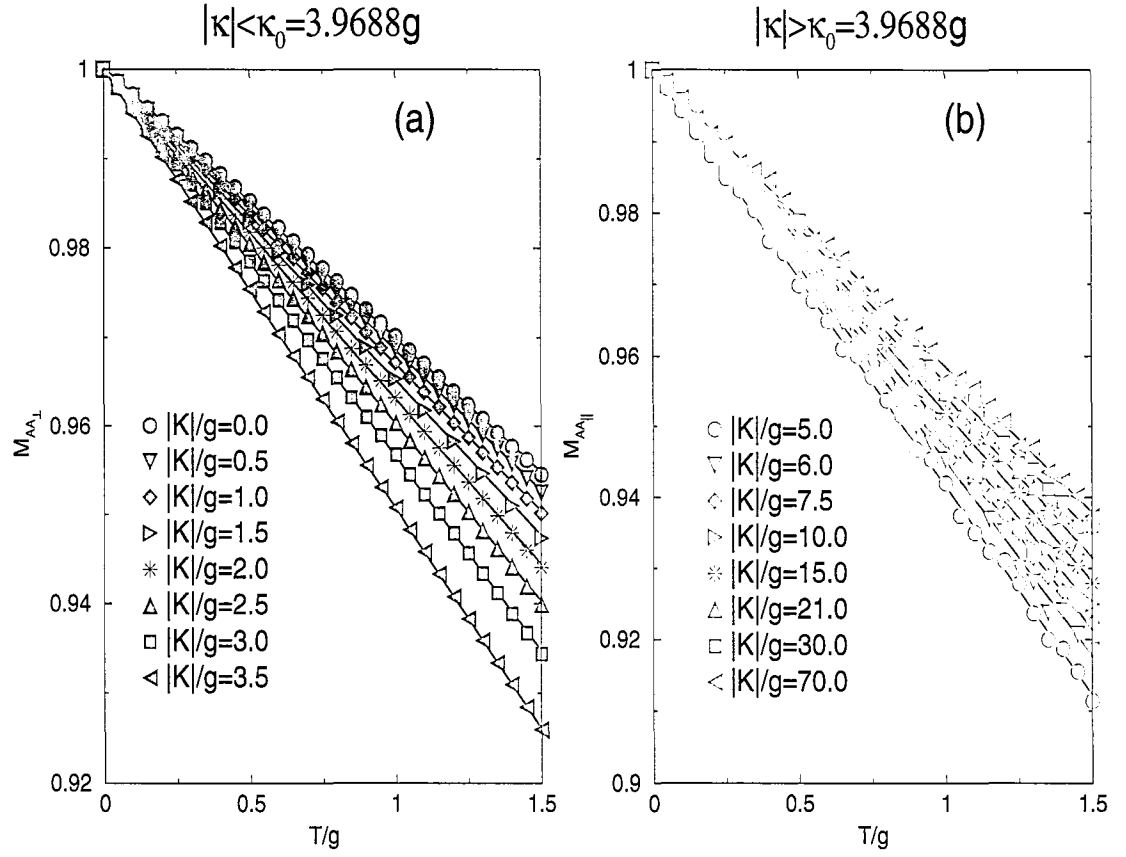 |κ|<κ₀=3.9688g
1
0.98
0.96
0.94
0.92
M_AA⊥
(a)
|K|/g=0.0
|K|/g=0.5
|K|/g=1.0
|K|/g=1.5
|K|/g=2.0
|K|/g=2.5
|K|/g=3.0
|K|/g=3.5
0 0.5 1 1.5
T/g
|κ|>κ₀=3.9688g
1
0.98
0.96
0.94
0.92
0.9
M_AA||
(b)
|K|/g=5.0
|K|/g=6.0
|K|/g=7.5
|K|/g=10.0
|K|/g=15.0
|K|/g=21.0
|K|/g=30.0
|K|/g=70.0
0 0.5 1 1.5
T/g